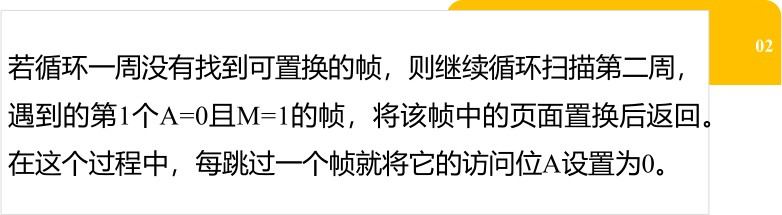 02
若循环一周没有找到可置换的帧，则继续循环扫描第二周，
遇到的第1个A=0且M=1的帧，将该帧中的页面置换后返回。
在这个过程中，每跳过一个帧就将它的访问位A设置为0。